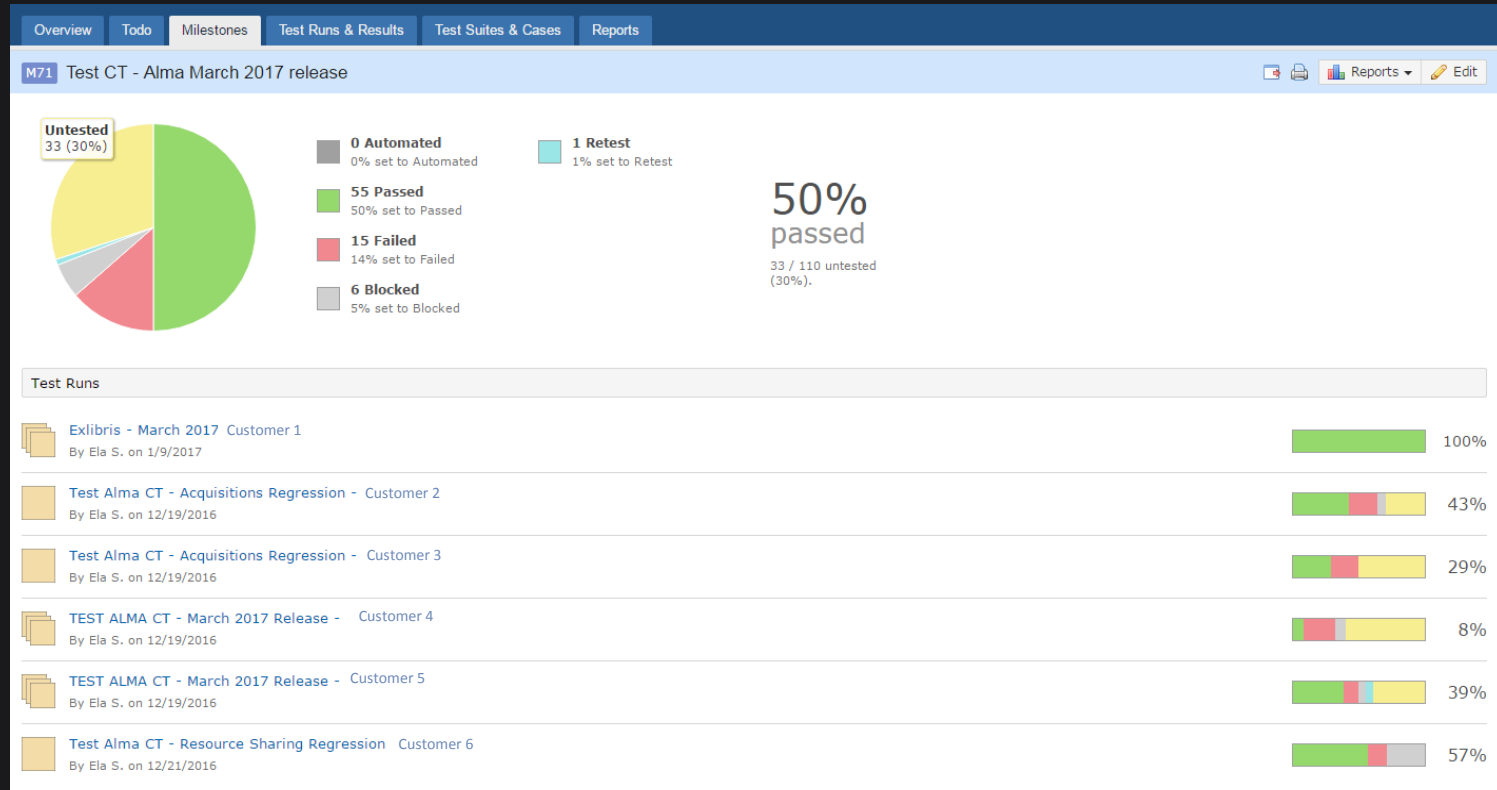 Overview Todo Milestones Test Runs & Results Test Suites & Cases Reports
M71 Test CT - Alma March 2017 release Reports Edit
Untested
33 (30%)
0 Automated
0% set to Automated
55 Passed
50% set to Passed
15 Failed
14% set to Failed
6 Blocked
5% set to Blocked
1 Retest
1% set to Retest
50%
passed
33 / 110 untested
(30%).
Test Runs
Exlibris - March 2017 Customer 1
By Ela S. on 1/9/2017
100%
Test Alma CT - Acquisitions Regression - Customer 2
By Ela S. on 12/19/2016
43%
Test Alma CT - Acquisitions Regression - Customer 3
By Ela S. on 12/19/2016
29%
TEST ALMA CT - March 2017 Release - Customer 4
By Ela S. on 12/19/2016
8%
TEST ALMA CT - March 2017 Release - Customer 5
By Ela S. on 12/19/2016
39%
Test Alma CT - Resource Sharing Regression Customer 6
By Ela S. on 12/21/2016
57%